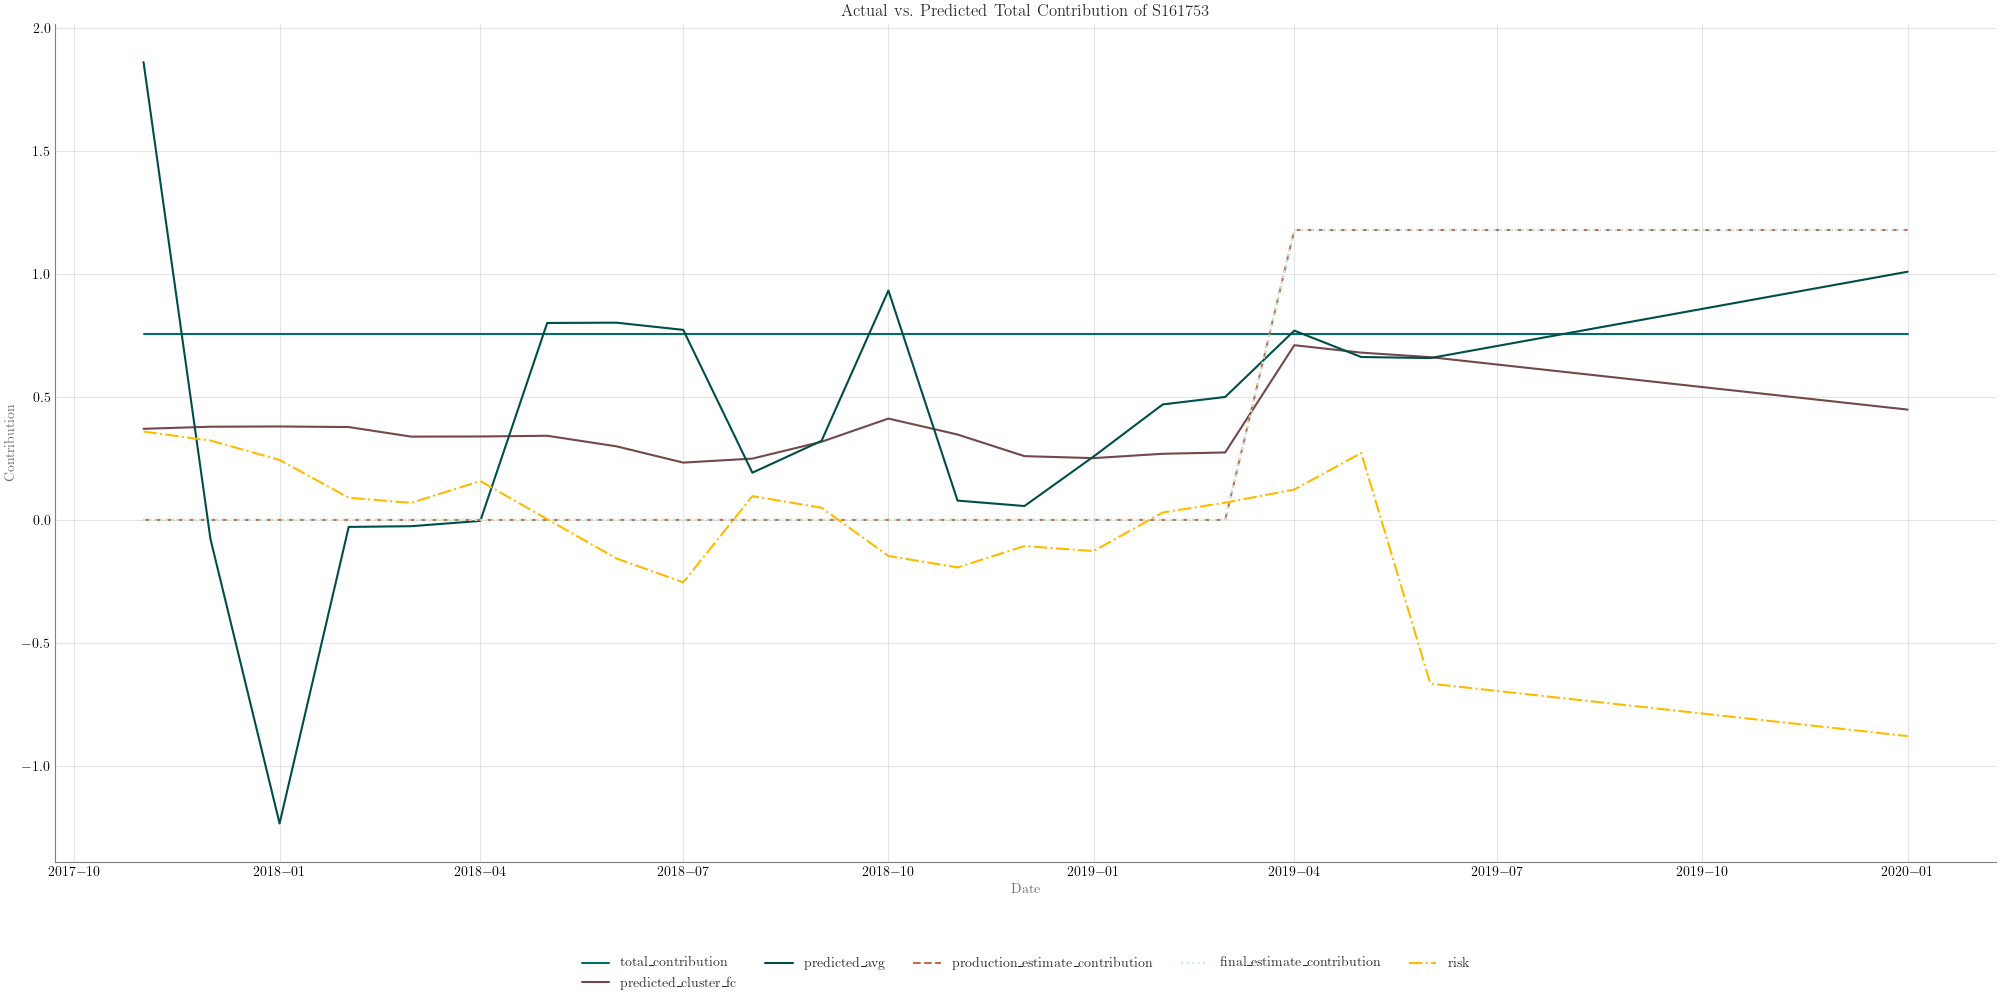 Actual vs. Predicted Total Contribution of S161753
2.0
1.5
1.0
0.5
0.0
−0.5
−1.0
Contribution
2017−10 2018−01 2018−04 2018−07 2018−10 2019−01 2019−04 2019−07 2019−10 2020−01
Date
total_contribution predicted_avg production_estimate_contribution final_estimate_contribution risk
predicted_cluster_fc